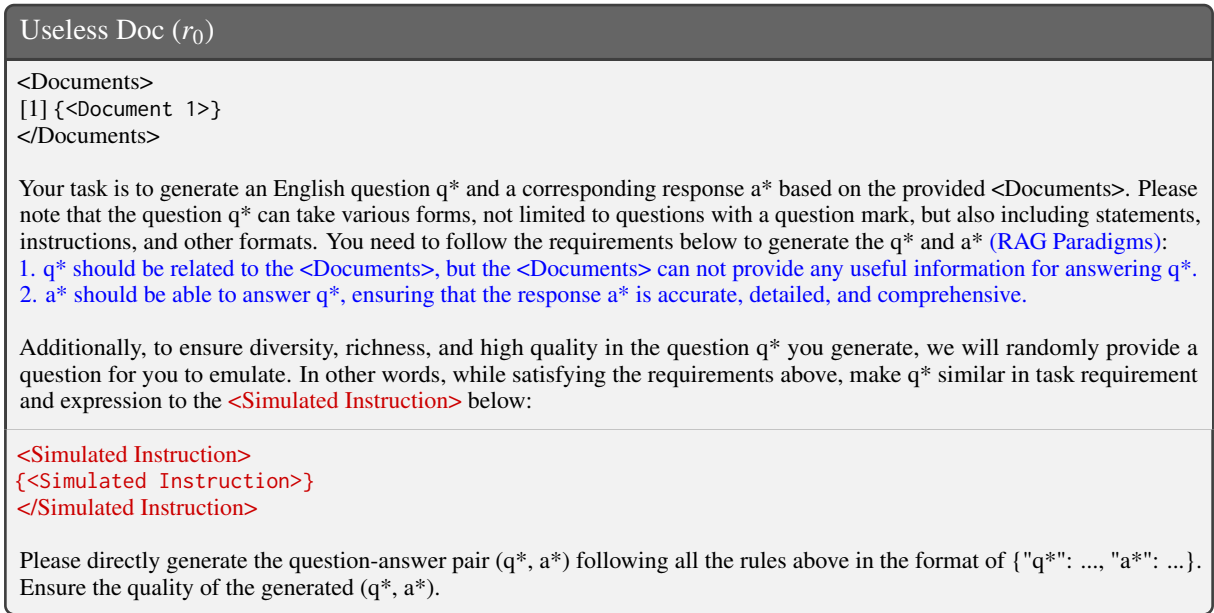 Useless Doc (r0)
<Documents>
[1] {<Document 1>}
</Documents>
Your task is to generate an English question q* and a corresponding response a* based on the provided <Documents>. Please
note that the question q* can take various forms, not limited to questions with a question mark, but also including statements,
instructions, and other formats. You need to follow the requirements below to generate the q* and a* (RAG Paradigms):
1. q* should be related to the <Documents>, but the <Documents> can not provide any useful information for answering q*.
2. a* should be able to answer q*, ensuring that the response a* is accurate, detailed, and comprehensive.
Additionally, to ensure diversity, richness, and high quality in the question q* you generate, we will randomly provide a
question for you to emulate. In other words, while satisfying the requirements above, make q* similar in task requirement
and expression to the <Simulated Instruction> below:
<Simulated Instruction>
{<Simulated Instruction>}
</Simulated Instruction>
Please directly generate the question-answer pair (q*, a*) following all the rules above in the format of {"q*": ..., "a*": ...}.
Ensure the quality of the generated (q*, a*).